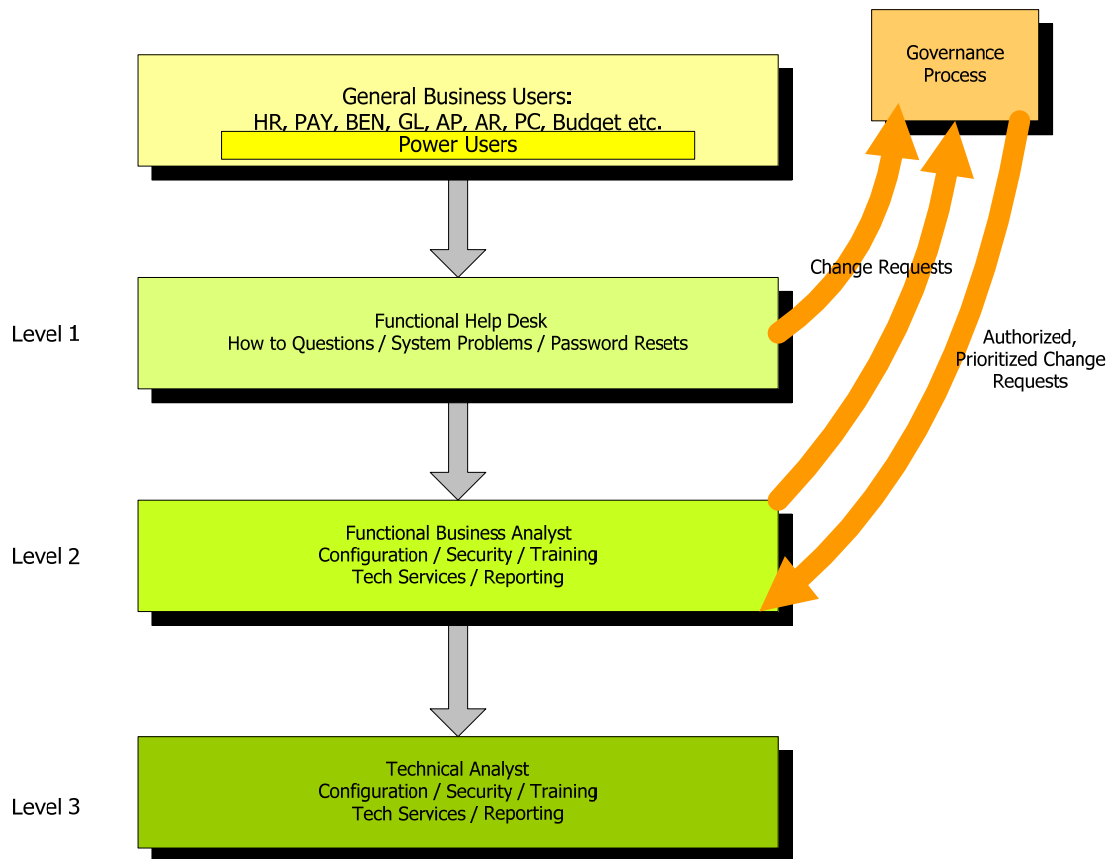 Governance
Process
General Business Users:
HR, PAY, BEN, GL, AP, AR, PC, Budget etc.
Power Users
Change Requests
Level 1
Functional Help Desk
How to Questions / System Problems / Password Resets
Authorized,
Prioritized Change
Requests
Level 2
Functional Business Analyst
Configuration / Security / Training
Tech Services / Reporting
Level 3
Technical Analyst
Configuration / Security / Training
Tech Services / Reporting